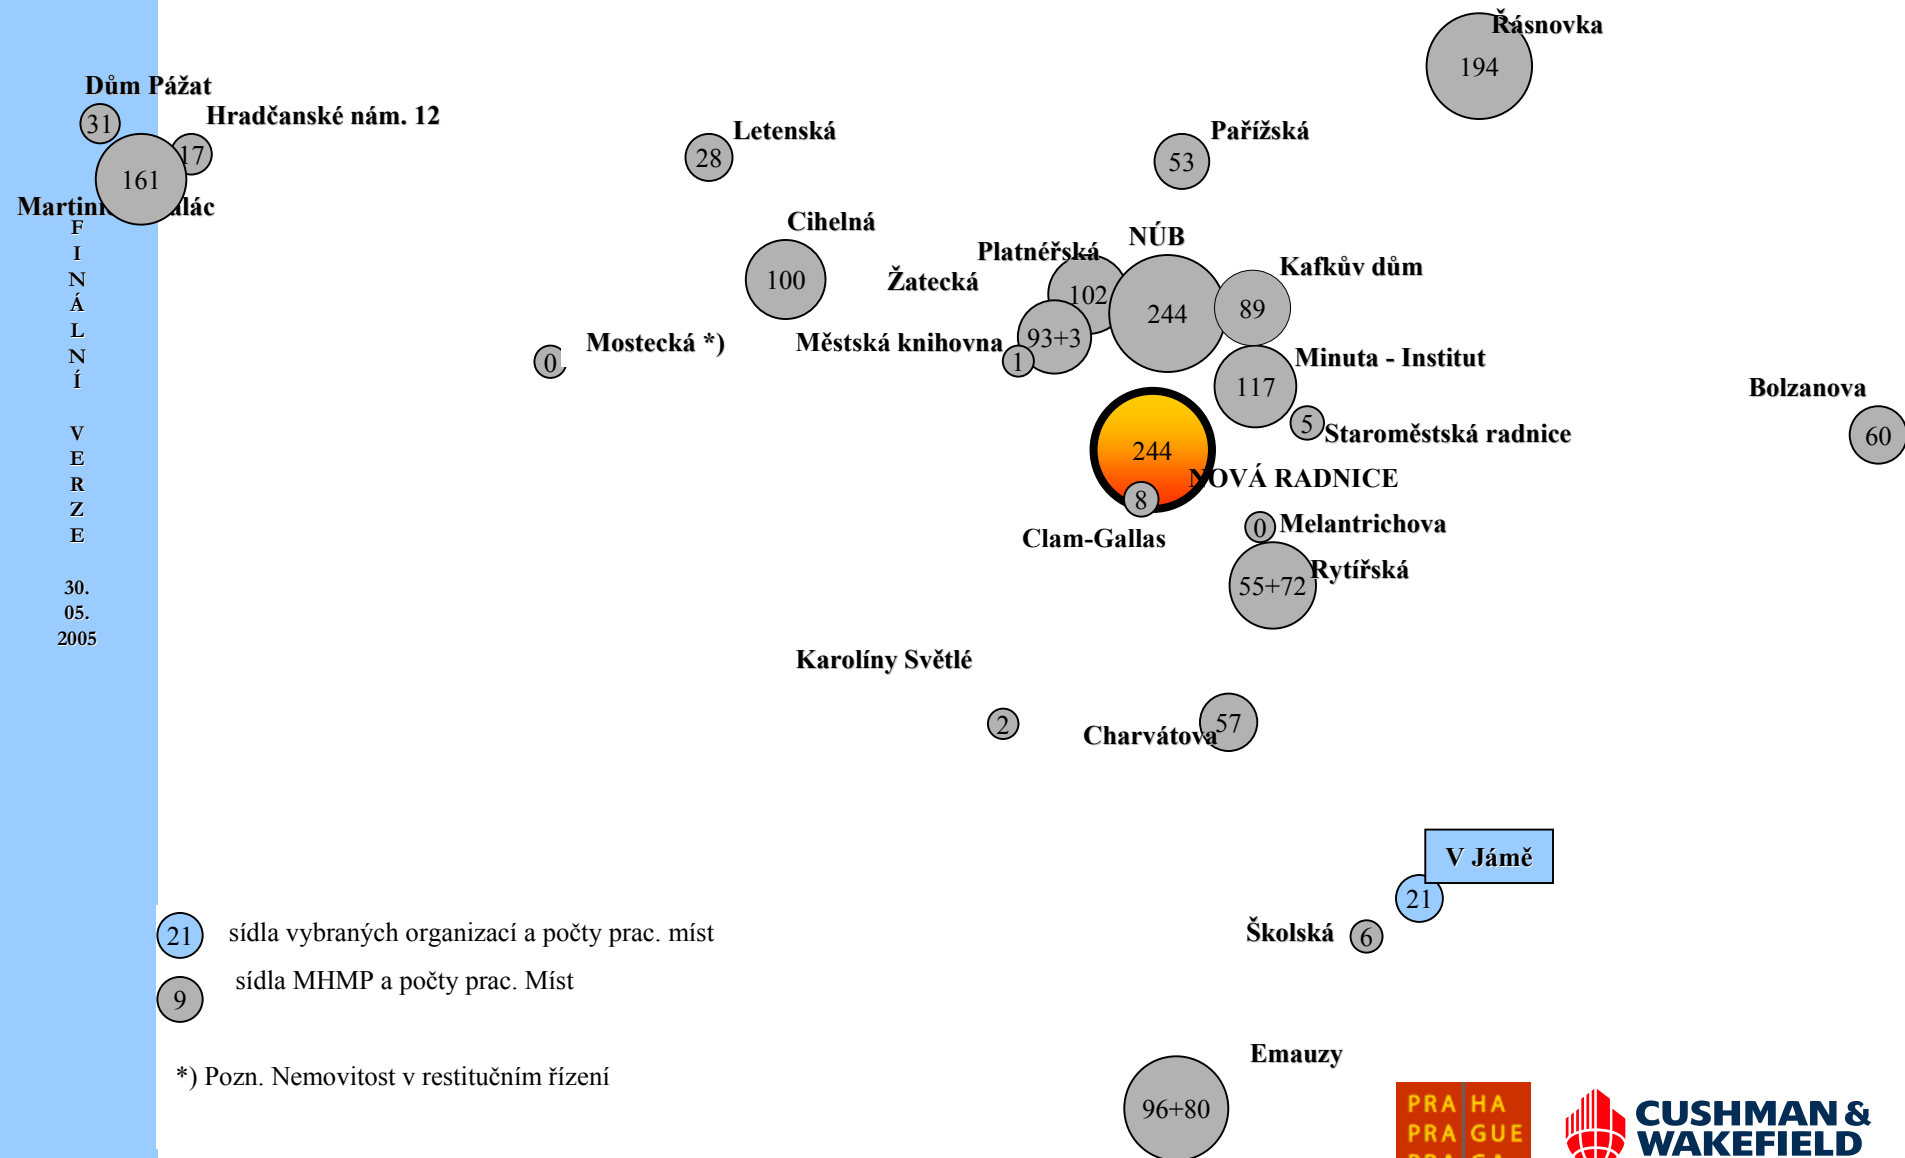 Řásnovka
194
Dům Pážat
31
Hradčanské nám. 12
17
161
Letenská
28
Pařížská
53
Cihelná
100
Platnéřská
102
NÚB
244
Kafkův dům
89
Žatecká
93+3
Mostecká *)
0
Městská knihovna
1
Minuta - Institut
117
Bolzanova
60
5
Staroměstská radnice
244
NOVÁ RADNICE
8
Clam-Gallas
0
Melantrichova
55+72
Rytířská
Karolíny Světlé
2
Charvátova
57
V Jámě
21
Školská
6
Emauzy
96+80
F
I
N
Á
L
N
Í
V
E
R
Z
E
30.
05.
2005
21
sídla vybraných organizací a počty prac. míst
9
sídla MHMP a počty prac. Míst
*) Pozn. Nemovitost v restitučním řízení
PRA HA
PRA GUE
CUSHMAN &
WAKEFIELD